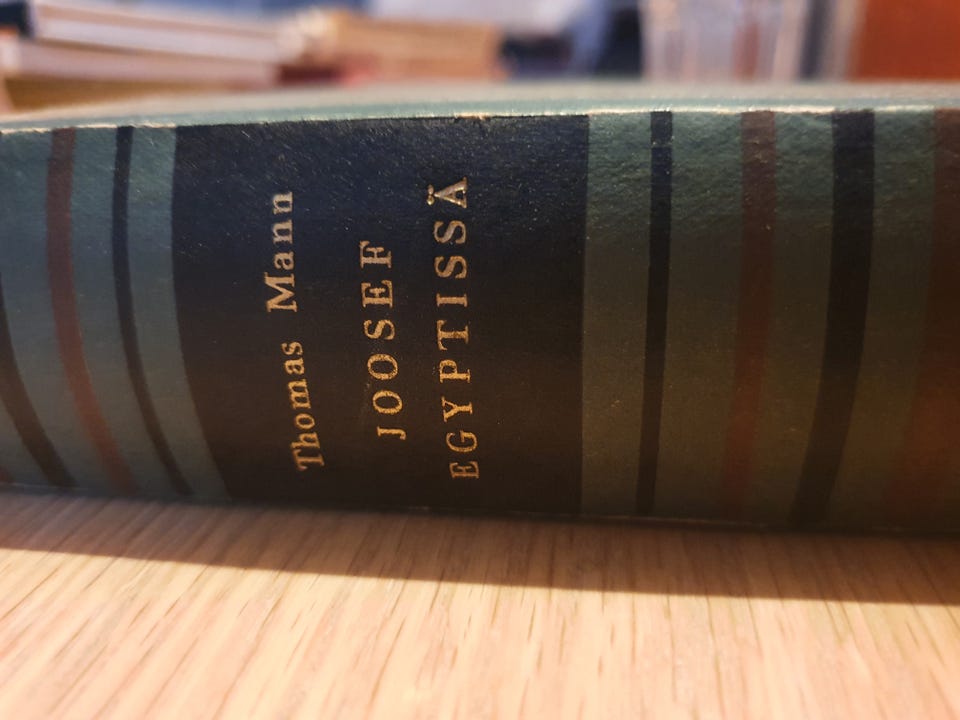 Thomas Mann
JOOSEF
EGYPTISSÄ